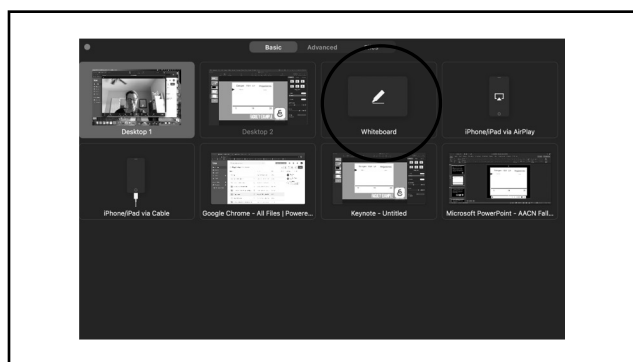 Basic Advanced Files
Desktop 1 Desktop 2 Whiteboard iPhone/iPad via AirPlay
iPhone/iPad via Cable Google Chrome - All Files | Powere... Keynote - Untitled Microsoft PowerPoint - AACN Fall...